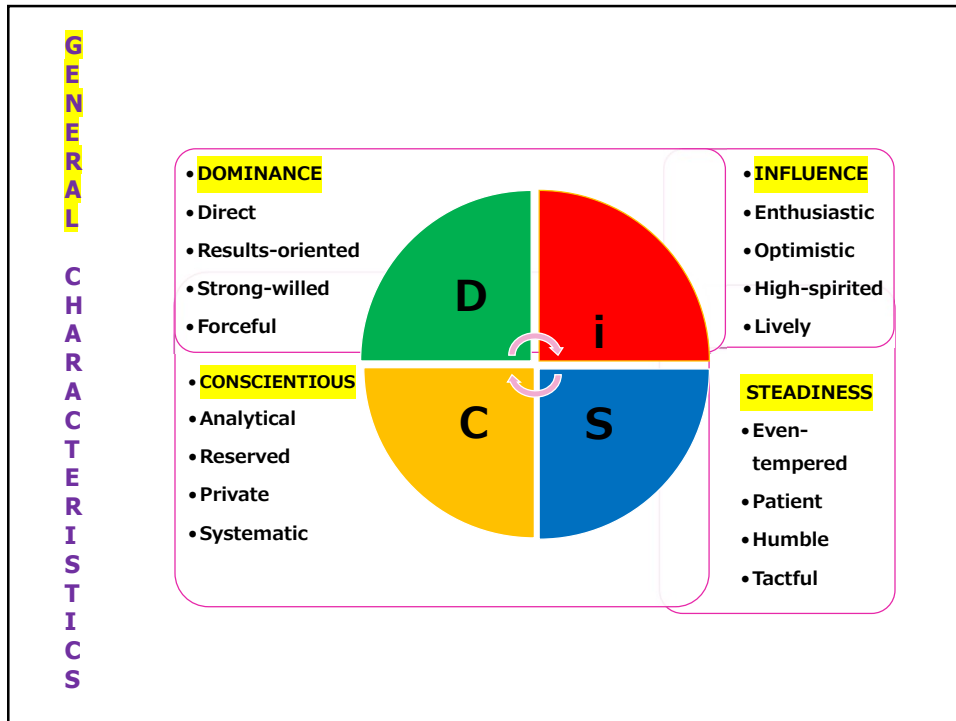 GENERAL CHARACTERISTICS
• DOMINANCE
• Direct
• Results-oriented
• Strong-willed
• Forceful
• INFLUENCE
• Enthusiastic
• Optimistic
• High-spirited
• Lively
D
i
C
S
• CONSCIENTIOUS
• Analytical
• Reserved
• Private
• Systematic
STEADINESS
• Even-
tempered
• Patient
• Humble
• Tactful